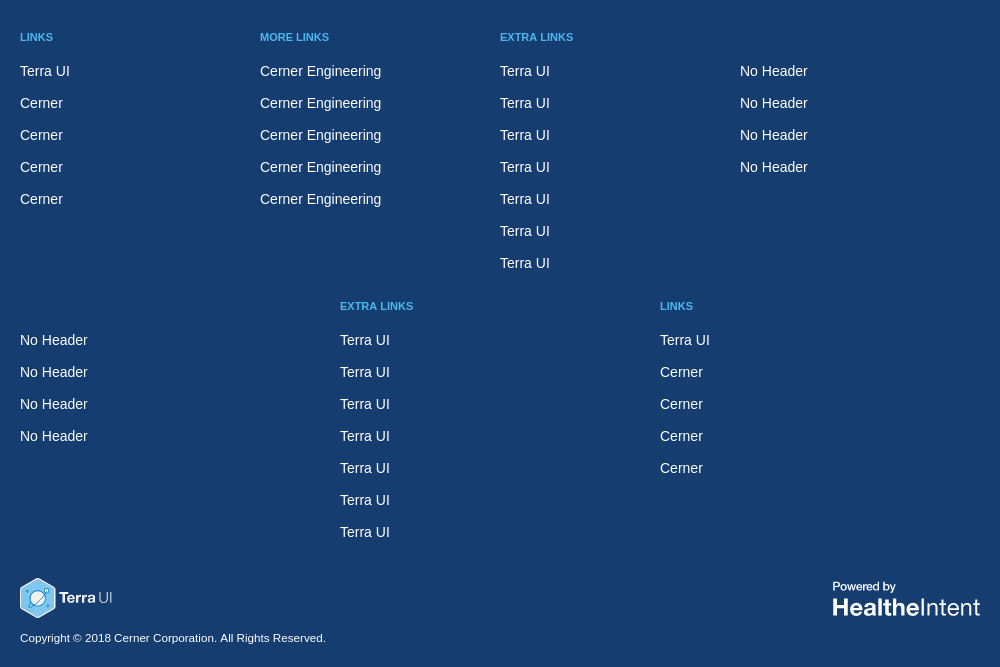 LINKS
Terra UI
Cerner
Cerner
Cerner
Cerner
MORE LINKS
Cerner Engineering
Cerner Engineering
Cerner Engineering
Cerner Engineering
Cerner Engineering
EXTRA LINKS
Terra UI
Terra UI
Terra UI
Terra UI
Terra UI
Terra UI
Terra UI
No Header
No Header
No Header
No Header
No Header
No Header
No Header
No Header
EXTRA LINKS
Terra UI
Terra UI
Terra UI
Terra UI
Terra UI
Terra UI
Terra UI
LINKS
Terra UI
Cerner
Cerner
Cerner
Cerner
Terra UI
Powered by
HealtheIntent
Copyright © 2018 Cerner Corporation. All Rights Reserved.